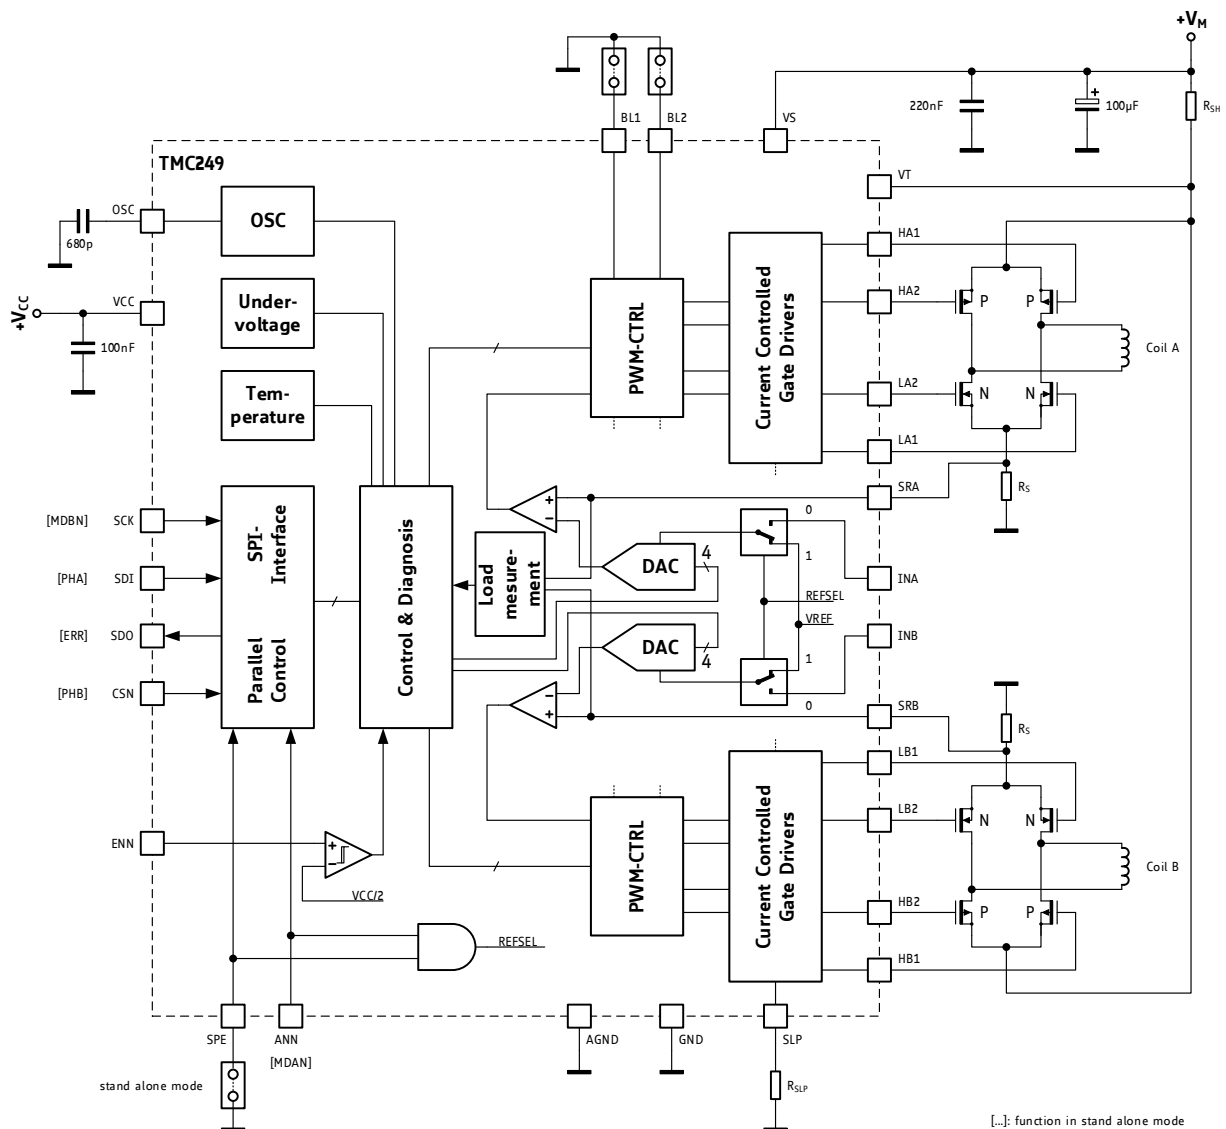 +VM
BL1
BL2
VS
220nF
+
100µF
RSH
TMC249
VT
OSC
OSC
680p
HA1
+VCC
VCC
100nF
Under-
voltage
HA2
P
P
PWM-CTRL
Current Controlled
Gate Drivers
Coil A
Tem-
perature
LA2
N
N
LA1
SRA
RS
[MDBN]
SCK
SPI-
Interface
Parallel
Control
Control & Diagnosis
Load
mesure-
ment
+
−
DAC
4
0
1
[PHA]
SDI
INA
REFSEL
VREF
[ERR]
SDO
DAC
4
1
0
INB
[PHB]
CSN
−
+
SRB
RS
LB1
LB2
N
N
ENN
+
−
VCC/2
PWM-CTRL
Current Controlled
Gate Drivers
Coil B
HB2
P
P
REFSEL
HB1
SPE
ANN
[MDAN]
AGND
GND
SLP
stand alone mode
RSLP
[...]: function in stand alone mode